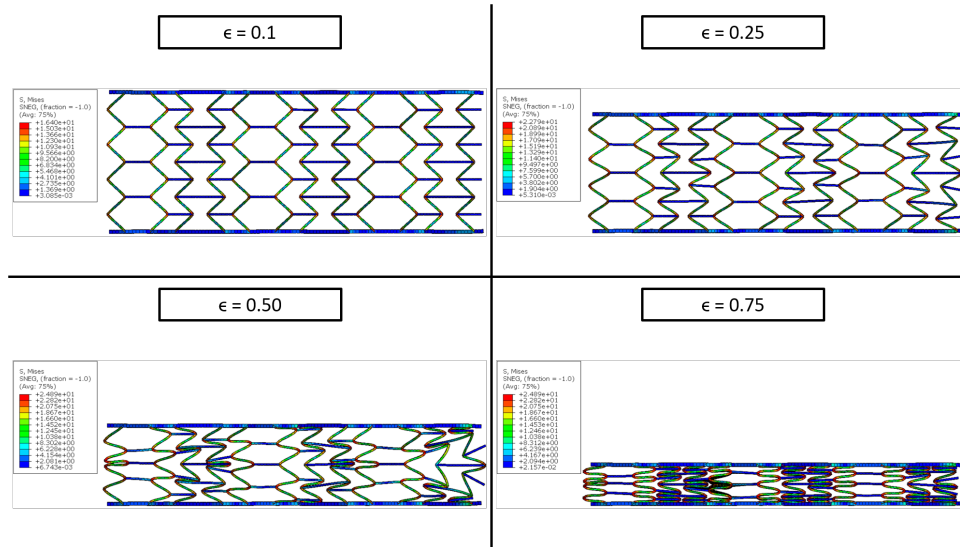 ϵ = 0.1
S, Mises
SNEG, (fraction = -1.0)
(Avg: 75%)
+1.640e+01
+1.503e+01
+1.366e+01
+1.230e+01
+1.093e+01
+9.566e+00
+8.200e+00
+6.834e+00
+5.468e+00
+4.101e+00
+2.735e+00
+1.369e+00
+3.085e-03
ϵ = 0.25
S, Mises
SNEG, (fraction = -1.0)
(Avg: 75%)
+2.279e+01
+2.089e+01
+1.899e+01
+1.709e+01
+1.519e+01
+1.329e+01
+1.140e+01
+9.497e+00
+7.599e+00
+5.700e+00
+3.802e+00
+1.904e+00
+5.310e-03
ϵ = 0.50
S, Mises
SNEG, (fraction = -1.0)
(Avg: 75%)
+2.489e+01
+2.282e+01
+2.075e+01
+1.867e+01
+1.660e+01
+1.452e+01
+1.245e+01
+1.038e+01
+8.302e+00
+6.228e+00
+4.154e+00
+2.081e+00
+6.743e-03
ϵ = 0.75
S, Mises
SNEG, (fraction = -1.0)
(Avg: 75%)
+2.489e+01
+2.282e+01
+2.075e+01
+1.867e+01
+1.660e+01
+1.453e+01
+1.246e+01
+1.038e+01
+8.312e+00
+6.239e+00
+4.167e+00
+2.094e+00
+2.157e-02